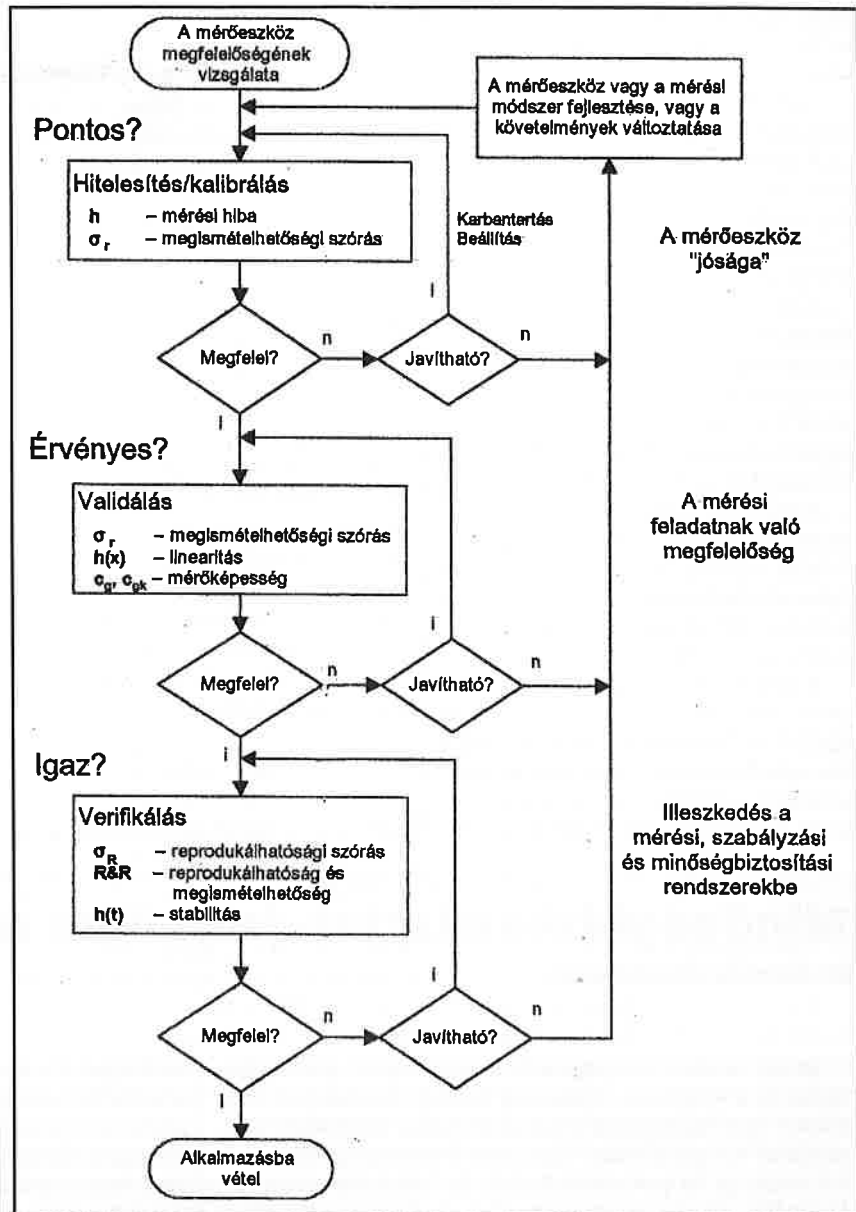 A mérőeszköz
megfelelőségének
vizsgálata
A mérőeszköz vagy a mérési
módszer fejlesztése, vagy a
követelmények változtatása
Pontos?
Hitelesítés/kalibrálás
h – mérési hiba
σr – megismételhetőségi szórás
Karbantartás
Beállítás
A mérőeszköz
"jósága"
i
Megfelel?
n
Javítható?
n
i
Érvényes?
Validálás
σr – megismételhetőségi szórás
h(x) – linearitás
cg, cgk – mérőképesség
A mérési
feladatnak való
megfelelőség
i
Megfelel?
n
Javítható?
n
i
Igaz?
Verifikálás
σR – reprodukálhatósági szórás
R&R – reprodukálhatóság és
megismételhetőség
h(t) – stabilitás
Illeszkedés a
mérési, szabályzási
és minőségbiztosítási
rendszerekbe
i
Megfelel?
n
Javítható?
n
i
Alkalmazásba
vétel